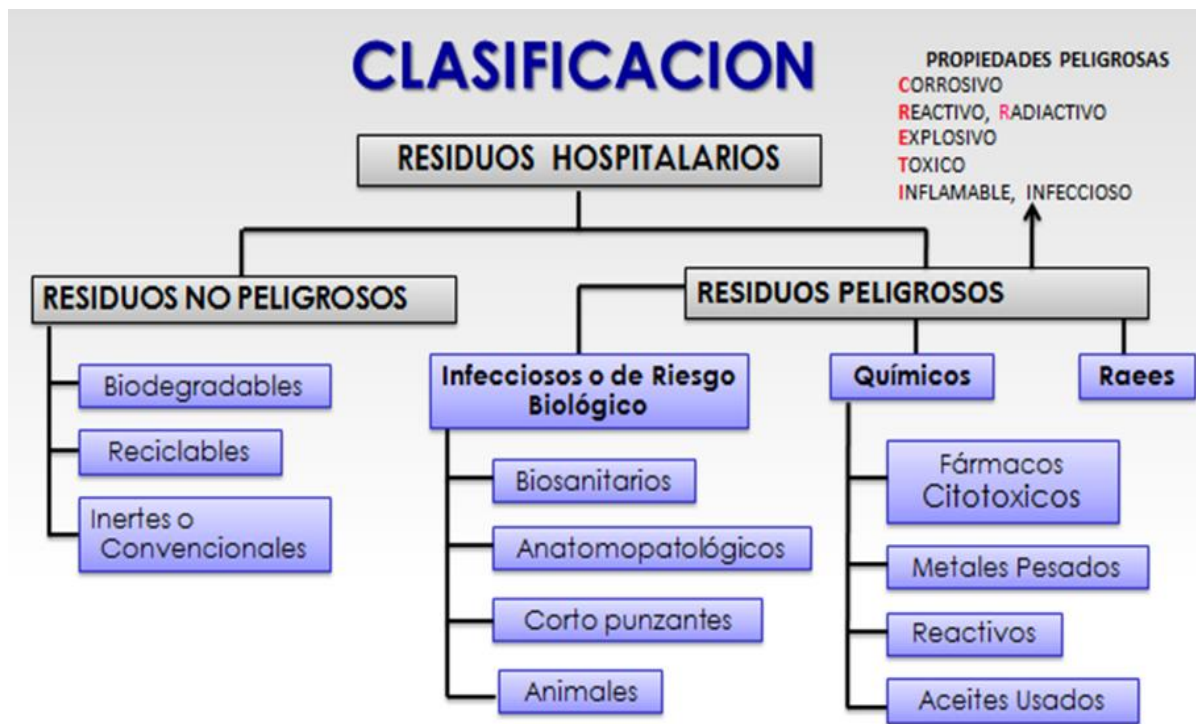 CLASIFICACION
PROPIEDADES PELIGROSAS
CORROSIVO
REACTIVO, RADIACTIVO
EXPLOSIVO
TOXICO
INFLAMABLE, INFECCIOSO
RESIDUOS HOSPITALARIOS
RESIDUOS NO PELIGROSOS
Biodegradables
Reciclables
Inertes o
Convencionales
RESIDUOS PELIGROSOS
Infecciosos o de Riesgo
Biológico
Biosanitarios
Anatomopatológicos
Corto punzantes
Animales
Químicos
Fármacos
Citotoxicos
Metales Pesados
Reactivos
Aceites Usados
Raees